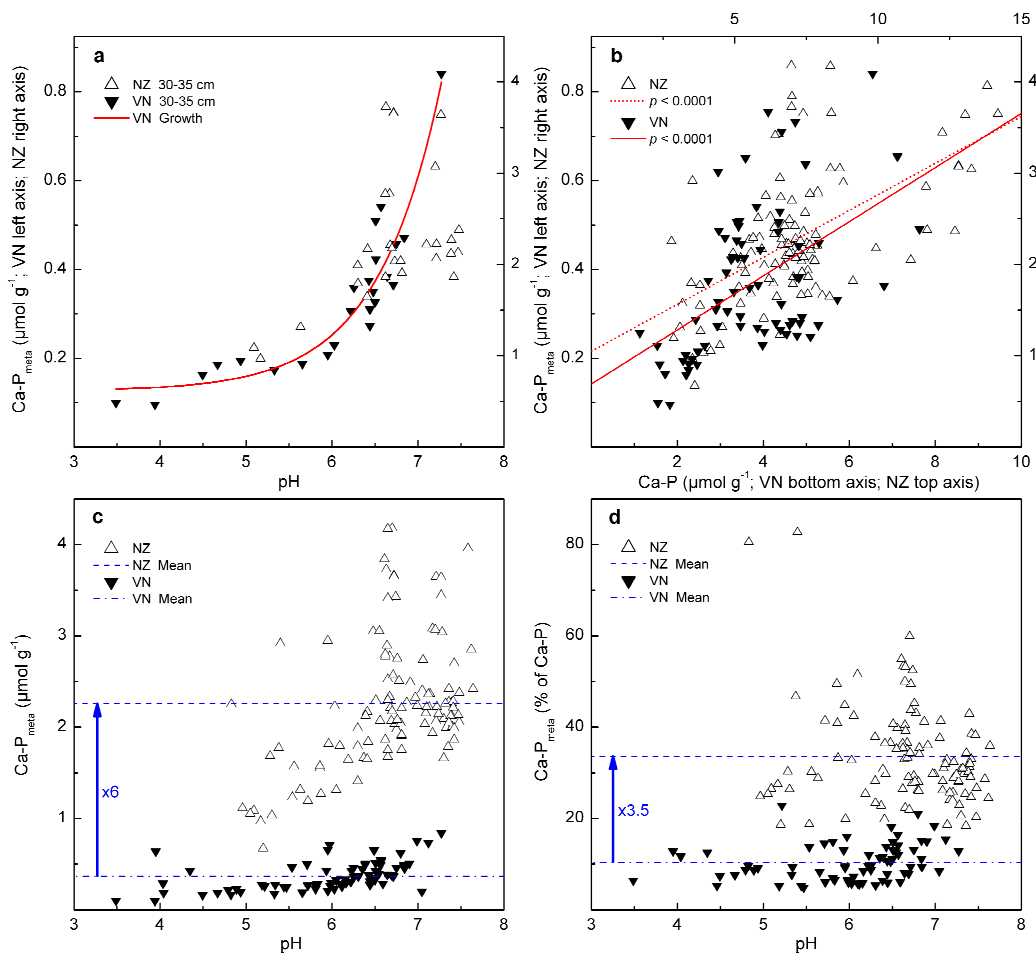 5 10 15
a
NZ 30-35 cm
VN 30-35 cm
VN Growth
0.8
0.6
0.4
0.2
4
3
2
1
Ca-Pmeta (µmol g⁻¹; VN left axis; NZ right axis)
3 4 5 6 7 8
pH
b
NZ
p < 0.0001
VN
p < 0.0001
0.8
0.6
0.4
0.2
4
3
2
1
Ca-Pmeta (µmol g⁻¹; VN left axis; NZ right axis)
2 4 6 8 10
Ca-P (µmol g⁻¹; VN bottom axis; NZ top axis)
c
NZ
NZ Mean
VN
VN Mean
4
3
2
1
Ca-Pmeta (µmol g⁻¹)
x6
3 4 5 6 7 8
pH
d
NZ
NZ Mean
VN
VN Mean
80
60
40
20
Ca-Pmeta (% of Ca-P)
x3.5
3 4 5 6 7 8
pH